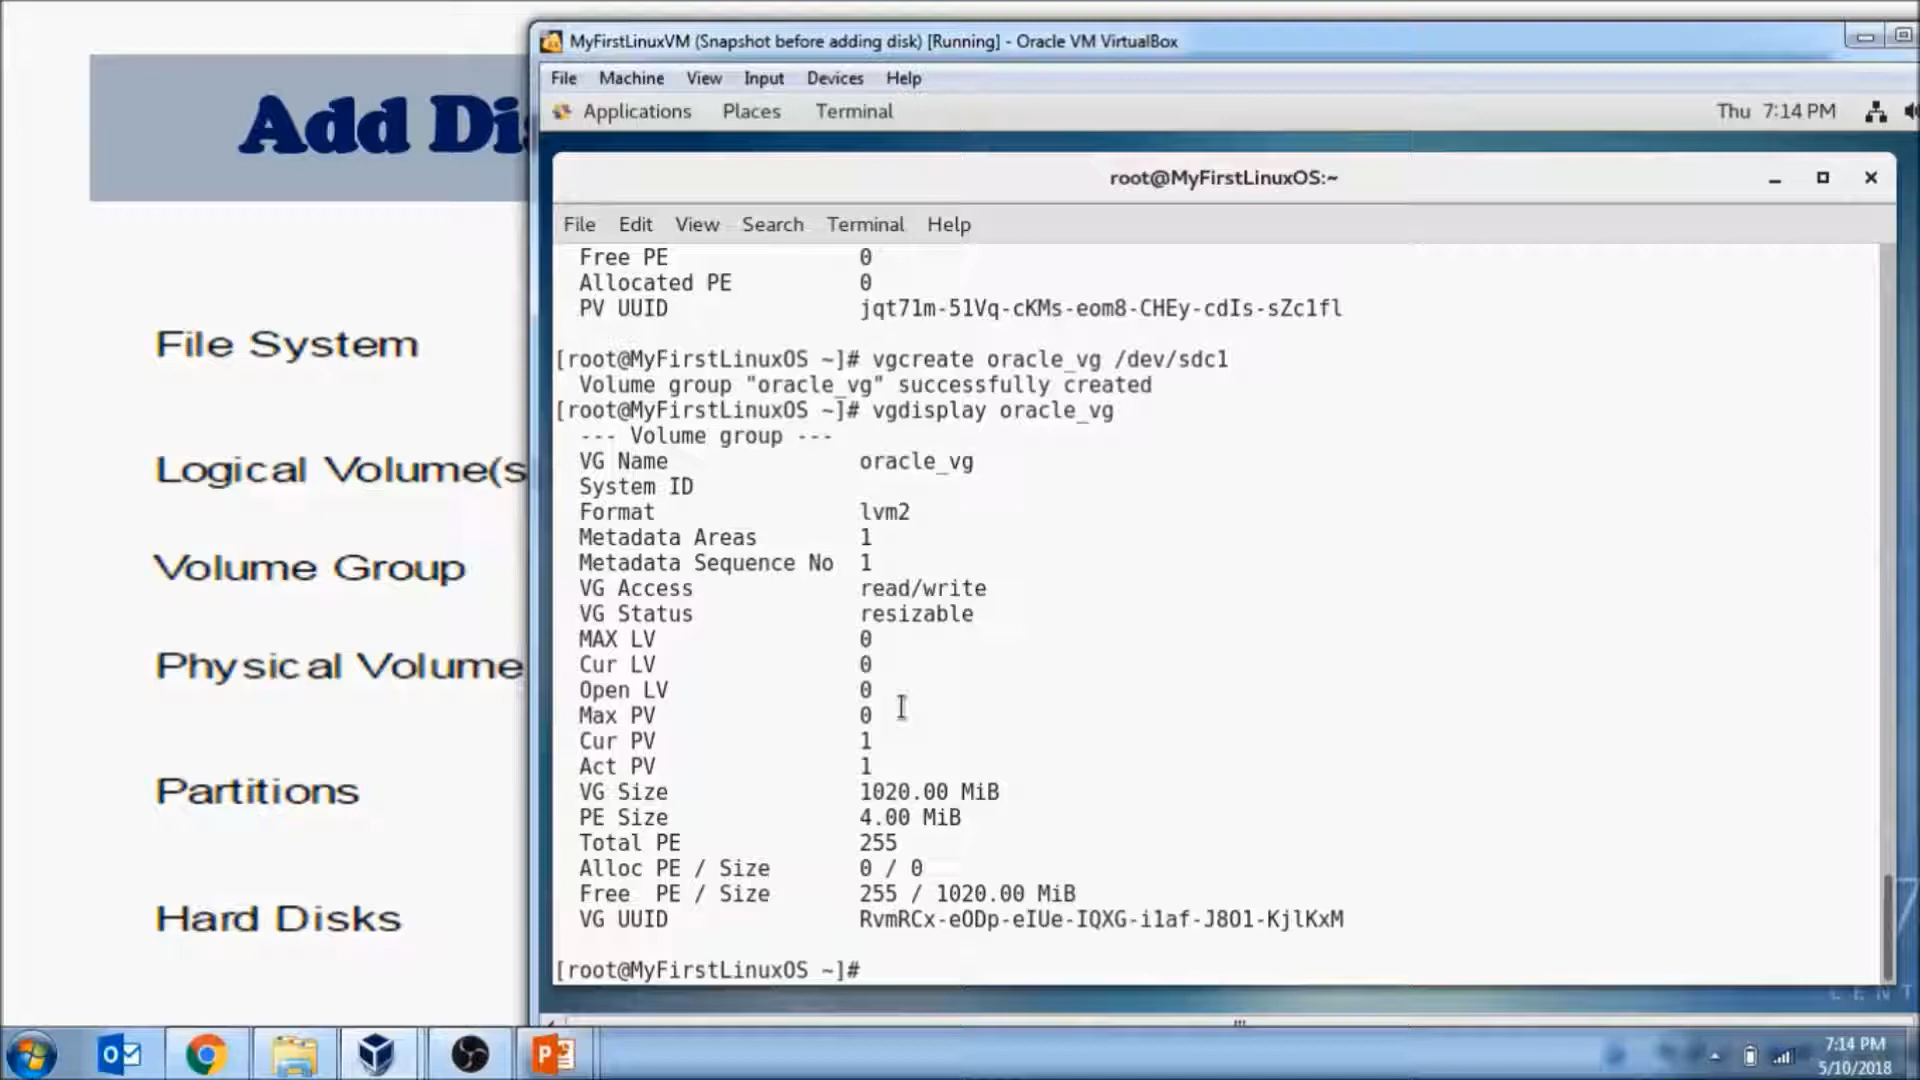 Add Di
File System
Logical Volume(s
Volume Group
Physical Volume
Partitions
Hard Disks
MyFirstLinuxVM (Snapshot before adding disk) [Running] - Oracle VM VirtualBox
File Machine View Input Devices Help
Applications Places Terminal Thu 7:14 PM
root@MyFirstLinuxOS:~
File Edit View Search Terminal Help
Free PE 0
Allocated PE 0
PV UUID jqt71m-51Vq-cKMs-eom8-CHEy-cdIs-sZc1fl
[root@MyFirstLinuxOS ~]# vgcreate oracle_vg /dev/sdc1
Volume group "oracle_vg" successfully created
[root@MyFirstLinuxOS ~]# vgdisplay oracle_vg
--- Volume group ---
VG Name oracle_vg
System ID
Format lvm2
Metadata Areas 1
Metadata Sequence No 1
VG Access read/write
VG Status resizable
MAX LV 0
Cur LV 0
Open LV 0
Max PV 0
Cur PV 1
Act PV 1
VG Size 1020.00 MiB
PE Size 4.00 MiB
Total PE 255
Alloc PE / Size 0 / 0
Free  PE / Size 255 / 1020.00 MiB
VG UUID RvmRCx-eODp-eIUe-IQXG-i1af-J8O1-KjlKxM
[root@MyFirstLinuxOS ~]#
7
CENT
7:14 PM
5/10/2018